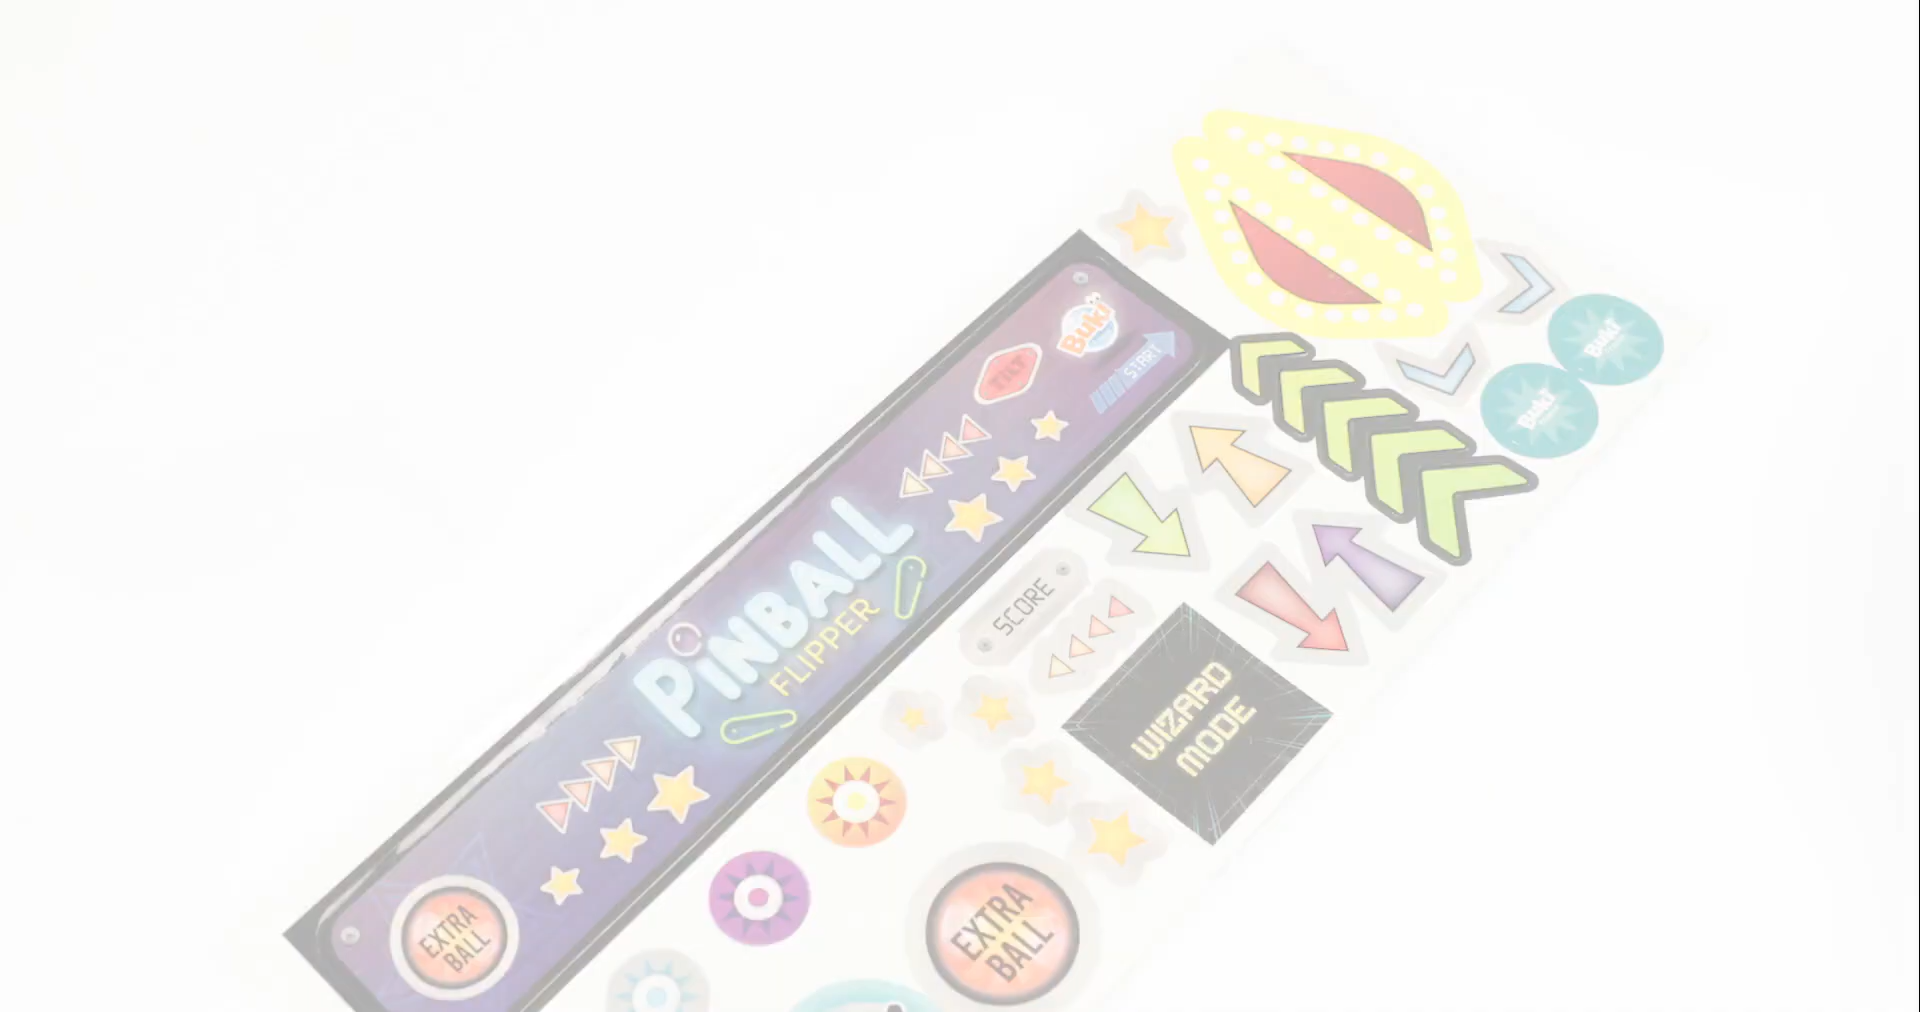 Buki
START
TILT
PINBALL
FLIPPER
EXTRA
BALL
Buki
Buki
SCORE
WIZARD
MODE
EXTRA
BALL